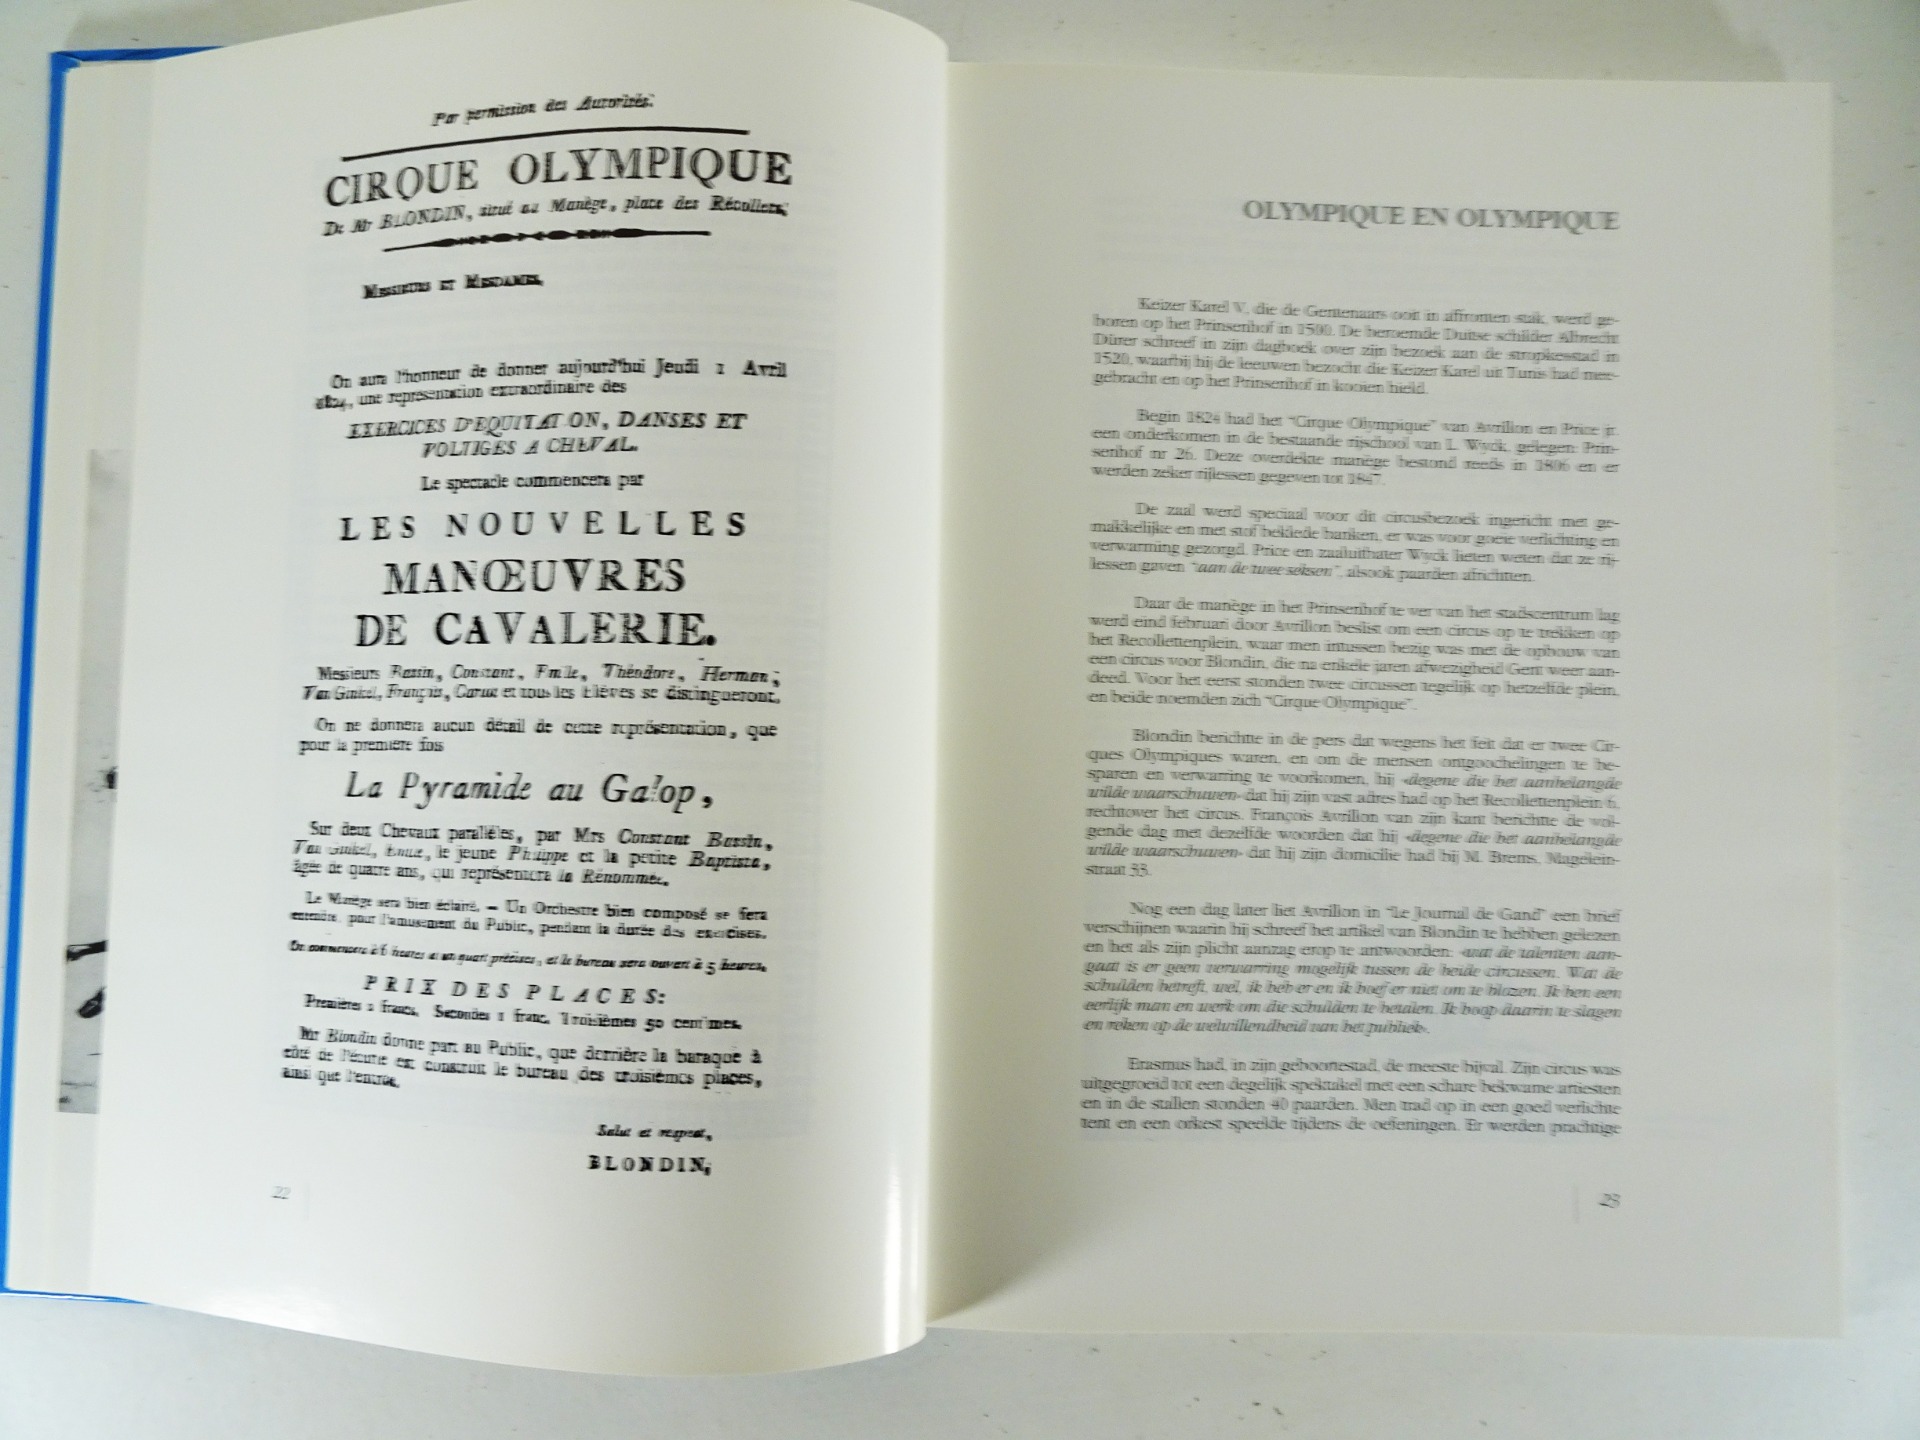 Par permission des Autorités.
CIRQUE OLYMPIQUE
De Mr BLONDIN, situé au Manège, place des Récollets.
MESSIEURS ET MESDAMES,
On aura l'honneur de donner aujourd'hui Jeudi 1 Avril
1824, une représentation extraordinaire des
EXERCICES D'EQUITATION, DANSES ET
VOLTIGES A CHEVAL.
Le spectacle commencera par
LES NOUVELLES
MANŒUVRES
DE CAVALERIE.
Messieurs Bassin, Constant, Emile, Théodore, Herman,
Van Ginkel, François, Carue et tous les Elèves se distingueront.
On ne donnera aucun détail de cette représentation, que
pour la première fois
La Pyramide au Galop,
Sur deux Chevaux parallèles, par Mrs Constant Bassin,
Van Ginkel, Emile, le jeune Philippe et la petite Baptista,
âgée de quatre ans, qui représentera la Rénommée.
Le Manège sera bien éclairé. — Un Orchestre bien composé se fera
entendre, pour l'amusement du Public, pendant la durée des exercises.
On commencera à 6 heures et un quart précises, et le bureau sera ouvert à 5 heures.
PRIX DES PLACES:
Premières 2 francs. Secondes 1 franc. Troisièmes 50 centimes.
Mr Blondin donne part au Public, que derrière la baraque à
côté de l'écurie est construit le bureau des troisièmes places,
ainsi que l'entrée.
Salut et respect,
BLONDIN,
22
OLYMPIQUE EN OLYMPIQUE
Keizer Karel V, die de Gentenaars ooit in affronten stak, werd ge-
boren op het Prinsenhof in 1500. De beroemde Duitse schilder Albrecht
Dürer schreef in zijn dagboek over zijn bezoek aan de stropkesstad in
1520, waarbij hij de leeuwen bezocht die Keizer Karel uit Tunis had mee-
gebracht en op het Prinsenhof in kooien hield.
Begin 1824 had het "Cirque Olympique" van Avrillon en Price jr.
een onderkomen in de bestaande rijschool van L. Wyck, gelegen: Prin-
senhof nr 26. Deze overdekte manège bestond reeds in 1806 en er
werden zeker rijlessen gegeven tot 1847.
De zaal werd speciaal voor dit circusbezoek ingericht met ge-
makkelijke en met stof beklede banken, er was voor goeie verlichting en
verwarming gezorgd. Price en zaaluitbater Wyck lieten weten dat ze rij-
lessen gaven "aan de twee seksen", alsook paarden africhtten.
Daar de manège in het Prinsenhof te ver van het stadscentrum lag
werd eind februari door Avrillon beslist om een circus op te trekken op
het Recollettenplein, waar men intussen bezig was met de opbouw van
een circus voor Blondin, die na enkele jaren afwezigheid Gent weer aan-
deed. Voor het eerst stonden twee circussen tegelijk op hetzelfde plein,
en beide noemden zich "Cirque Olympique".
Blondin berichtte in de pers dat wegens het feit dat er twee Cir-
ques Olympiques waren, en om de mensen ontgoochelingen te be-
sparen en verwarring te voorkomen, hij «degene die het aanbelangde
wilde waarschuwen» dat hij zijn vast adres had op het Recollettenplein 6,
rechtover het circus. François Avrillon van zijn kant berichtte de vol-
gende dag met dezelfde woorden dat hij «degene die het aanbelangde
wilde waarschuwen» dat hij zijn domicilie had bij M. Brems, Magelein-
straat 33.
Nog een dag later liet Avrillon in "Le Journal de Gand" een brief
verschijnen waarin hij schreef het artikel van Blondin te hebben gelezen
en het als zijn plicht aanzag erop te antwoorden: «wat de talenten aan-
gaat is er geen verwarring mogelijk tussen de beide circussen. Wat de
schulden betreft, wel, ik heb er en ik hoef er niet om te blozen. Ik ben een
eerlijk man en werk om die schulden te betalen. Ik hoop daarin te slagen
en reken op de welwillendheid van het publiek».
Erasmus had, in zijn geboortestad, de meeste bijval. Zijn circus was
uitgegroeid tot een degelijk spektakel met een schare bekwame artiesten
en in de stallen stonden 40 paarden. Men trad op in een goed verlichte
tent en een orkest speelde tijdens de oefeningen. Er werden prachtige
23